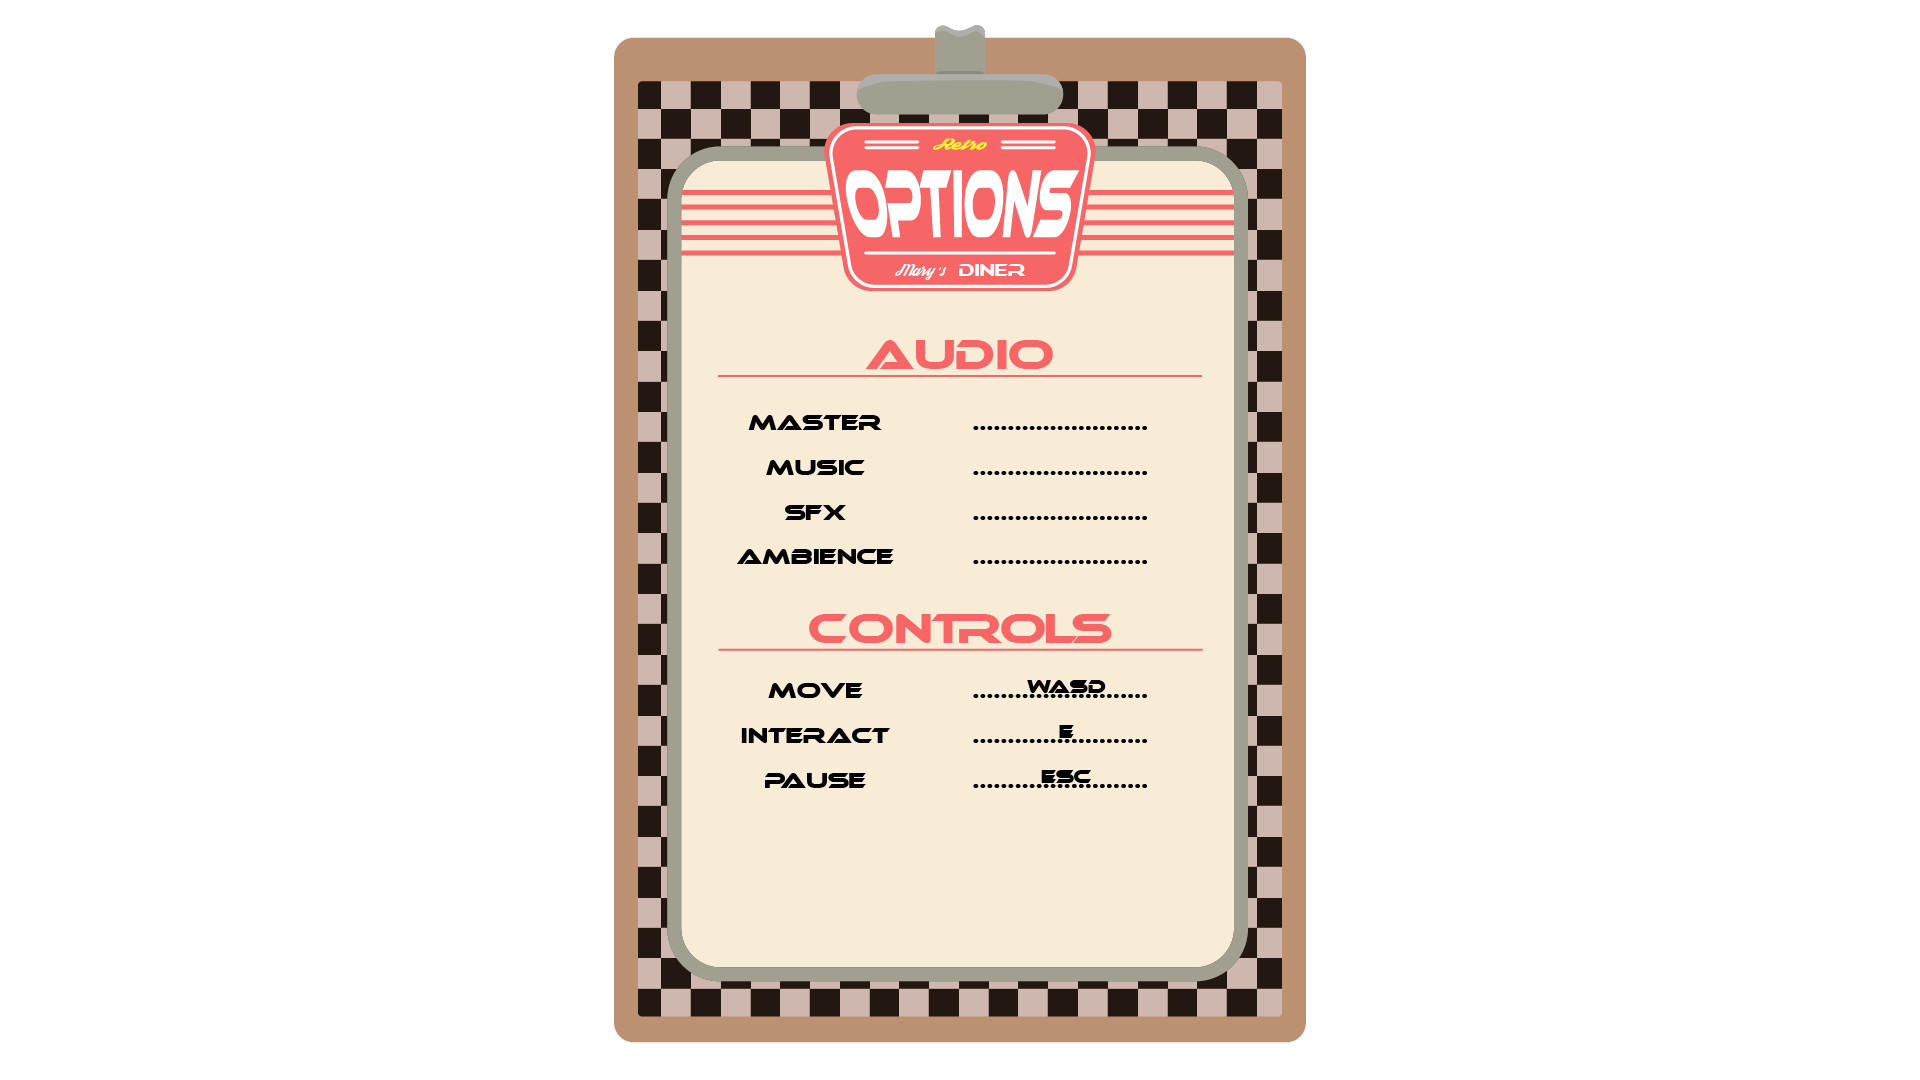 Retro
OPTIONS
Mary's DINER
AUDIO
MASTER .........................
MUSIC .........................
SFX .........................
AMBIENCE .........................
CONTROLS
MOVE WASD
INTERACT E
PAUSE ESC